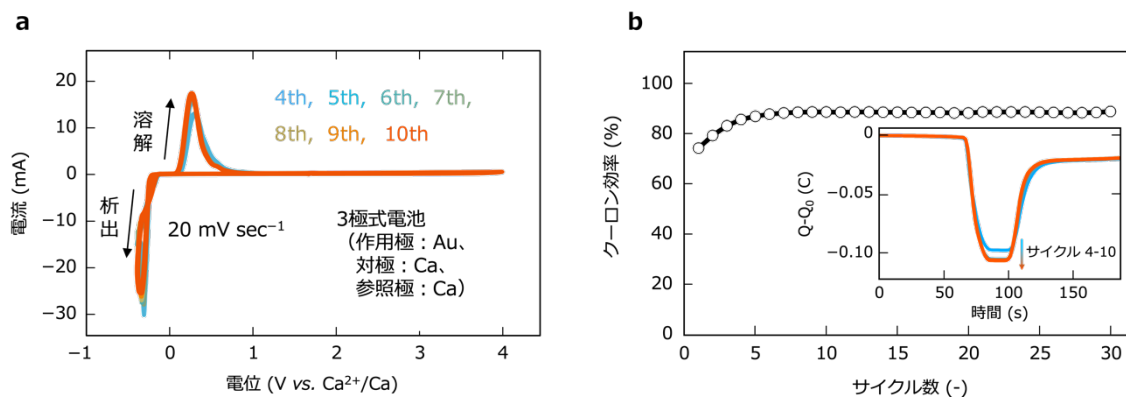 a
20
10
0
−10
−20
−30
電流 (mA)
溶解
析出
4th, 5th, 6th, 7th,
8th, 9th, 10th
20 mV sec⁻¹
3極式電池
(作用極:Au、
対極:Ca、
参照極:Ca)
−1 0 1 2 3 4
電位 (V vs. Ca²⁺/Ca)
b
100
80
60
40
20
0
クーロン効率 (%)
0
−0.05
−0.10
Q-Q₀ (C)
サイクル 4-10
0 50 100 150
時間 (s)
0 5 10 15 20 25 30
サイクル数 (-)